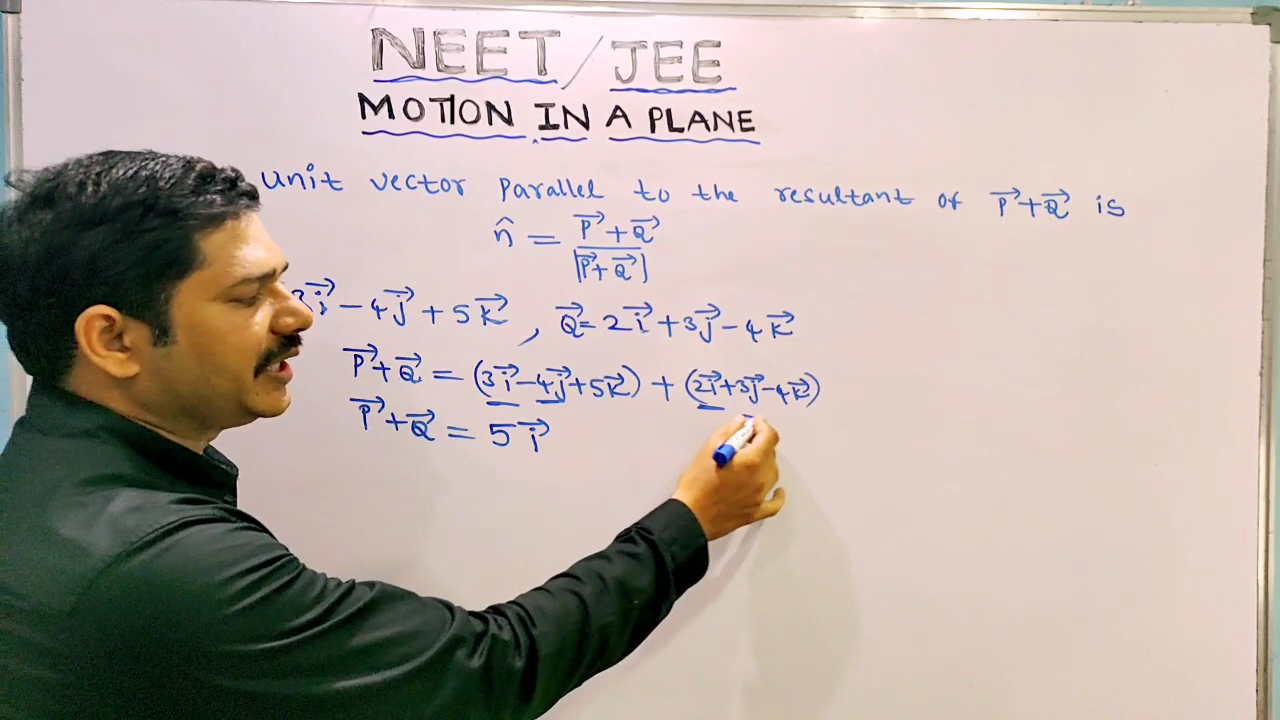 NEET/JEE
MOTION IN A PLANE
unit vector parallel to the resultant of P⃗+Q⃗ is
n̂ = P⃗+Q⃗
|P⃗+Q⃗|
3i⃗ − 4j⃗ + 5K⃗ , Q⃗= 2i⃗ + 3j⃗ − 4K⃗
P⃗+Q⃗ = (3i⃗−4j⃗+5K⃗) + (2i⃗+3j⃗−4K⃗)
P⃗+Q⃗ = 5i⃗